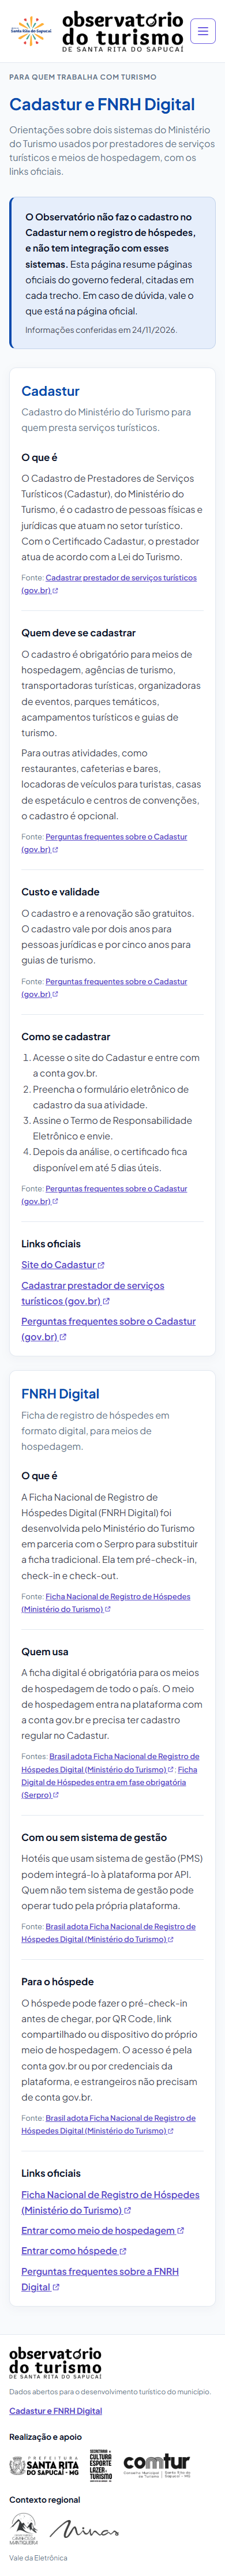 Santa Rita do Sapucaí
observatório
do turismo
DE SANTA RITA DO SAPUCAÍ
PARA QUEM TRABALHA COM TURISMO
Cadastur e FNRH Digital
Orientações sobre dois sistemas do Ministério
do Turismo usados por prestadores de serviços
turísticos e meios de hospedagem, com os
links oficiais.
O Observatório não faz o cadastro no
Cadastur nem o registro de hóspedes,
e não tem integração com esses
sistemas. Esta página resume páginas
oficiais do governo federal, citadas em
cada trecho. Em caso de dúvida, vale o
que está na página oficial.
Informações conferidas em 24/11/2026.
Cadastur
Cadastro do Ministério do Turismo para
quem presta serviços turísticos.
O que é
O Cadastro de Prestadores de Serviços
Turísticos (Cadastur), do Ministério do
Turismo, é o cadastro de pessoas físicas e
jurídicas que atuam no setor turístico.
Com o Certificado Cadastur, o prestador
atua de acordo com a Lei do Turismo.
Fonte: Cadastrar prestador de serviços turísticos
(gov.br)
Quem deve se cadastrar
O cadastro é obrigatório para meios de
hospedagem, agências de turismo,
transportadoras turísticas, organizadoras
de eventos, parques temáticos,
acampamentos turísticos e guias de
turismo.
Para outras atividades, como
restaurantes, cafeterias e bares,
locadoras de veículos para turistas, casas
de espetáculo e centros de convenções,
o cadastro é opcional.
Fonte: Perguntas frequentes sobre o Cadastur
(gov.br)
Custo e validade
O cadastro e a renovação são gratuitos.
O cadastro vale por dois anos para
pessoas jurídicas e por cinco anos para
guias de turismo.
Fonte: Perguntas frequentes sobre o Cadastur
(gov.br)
Como se cadastrar
1. Acesse o site do Cadastur e entre com
a conta gov.br.
2. Preencha o formulário eletrônico de
cadastro da sua atividade.
3. Assine o Termo de Responsabilidade
Eletrônico e envie.
4. Depois da análise, o certificado fica
disponível em até 5 dias úteis.
Fonte: Perguntas frequentes sobre o Cadastur
(gov.br)
Links oficiais
Site do Cadastur
Cadastrar prestador de serviços
turísticos (gov.br)
Perguntas frequentes sobre o Cadastur
(gov.br)
FNRH Digital
Ficha de registro de hóspedes em
formato digital, para meios de
hospedagem.
O que é
A Ficha Nacional de Registro de
Hóspedes Digital (FNRH Digital) foi
desenvolvida pelo Ministério do Turismo
em parceria com o Serpro para substituir
a ficha tradicional. Ela tem pré-check-in,
check-in e check-out.
Fonte: Ficha Nacional de Registro de Hóspedes
(Ministério do Turismo)
Quem usa
A ficha digital é obrigatória para os meios
de hospedagem de todo o país. O meio
de hospedagem entra na plataforma com
a conta gov.br e precisa ter cadastro
regular no Cadastur.
Fontes: Brasil adota Ficha Nacional de Registro de
Hóspedes Digital (Ministério do Turismo) ; Ficha
Digital de Hóspedes entra em fase obrigatória
(Serpro)
Com ou sem sistema de gestão
Hotéis que usam sistema de gestão (PMS)
podem integrá-lo à plataforma por API.
Quem não tem sistema de gestão pode
operar tudo pela própria plataforma.
Fonte: Brasil adota Ficha Nacional de Registro de
Hóspedes Digital (Ministério do Turismo)
Para o hóspede
O hóspede pode fazer o pré-check-in
antes de chegar, por QR Code, link
compartilhado ou dispositivo do próprio
meio de hospedagem. O acesso é pela
conta gov.br ou por credenciais da
plataforma, e estrangeiros não precisam
de conta gov.br.
Fonte: Brasil adota Ficha Nacional de Registro de
Hóspedes Digital (Ministério do Turismo)
Links oficiais
Ficha Nacional de Registro de Hóspedes
(Ministério do Turismo)
Entrar como meio de hospedagem
Entrar como hóspede
Perguntas frequentes sobre a FNRH
Digital
observatório
do turismo
DE SANTA RITA DO SAPUCAÍ
Dados abertos para o desenvolvimento turístico do município.
Cadastur e FNRH Digital
Realização e apoio
PREFEITURA
SANTA RITA
DO SAPUCAÍ - MG
SECRETARIA DE
CULTURA
ESPORTE
LAZER E
TURISMO
comtur
Contexto regional
MANTIQUEIRA
Minas
Vale da Eletrônica